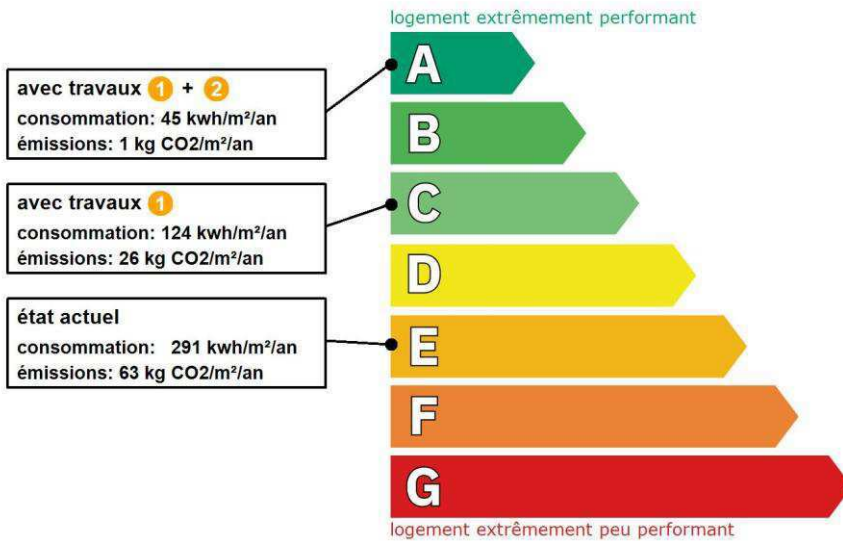 logement extrêmement performant
avec travaux 1 + 2
consommation: 45 kwh/m²/an
émissions: 1 kg CO2/m²/an
avec travaux 1
consommation: 124 kwh/m²/an
émissions: 26 kg CO2/m²/an
état actuel
consommation: 291 kwh/m²/an
émissions: 63 kg CO2/m²/an
A
B
C
D
E
F
G
logement extrêmement peu performant